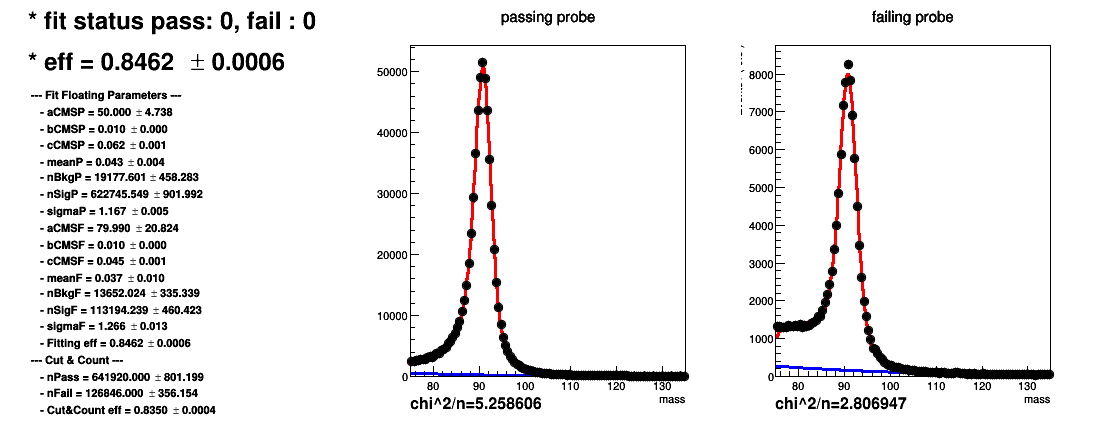 * fit status pass: 0, fail : 0
* eff = 0.8462 ± 0.0006
--- Fit Floating Parameters ---
- aCMSP = 50.000 ± 4.738
- bCMSP = 0.010 ± 0.000
- cCMSP = 0.062 ± 0.001
- meanP = 0.043 ± 0.004
- nBkgP = 19177.601 ± 458.283
- nSigP = 622745.549 ± 901.992
- sigmaP = 1.167 ± 0.005
- aCMSF = 79.990 ± 20.824
- bCMSF = 0.010 ± 0.000
- cCMSF = 0.045 ± 0.001
- meanF = 0.037 ± 0.010
- nBkgF = 13652.024 ± 335.339
- nSigF = 113194.239 ± 460.423
- sigmaF = 1.266 ± 0.013
- Fitting eff = 0.8462 ± 0.0006
--- Cut & Count ---
- nPass = 641920.000 ± 801.199
- nFail = 126846.000 ± 356.154
- Cut&Count eff = 0.8350 ± 0.0004
passing probe
50000
40000
30000
20000
10000
0
80 90 100 110 120 130
mass
chi^2/n=5.258606
failing probe
8000
7000
6000
5000
4000
3000
2000
1000
0
80 90 100 110 120 130
mass
chi^2/n=2.806947